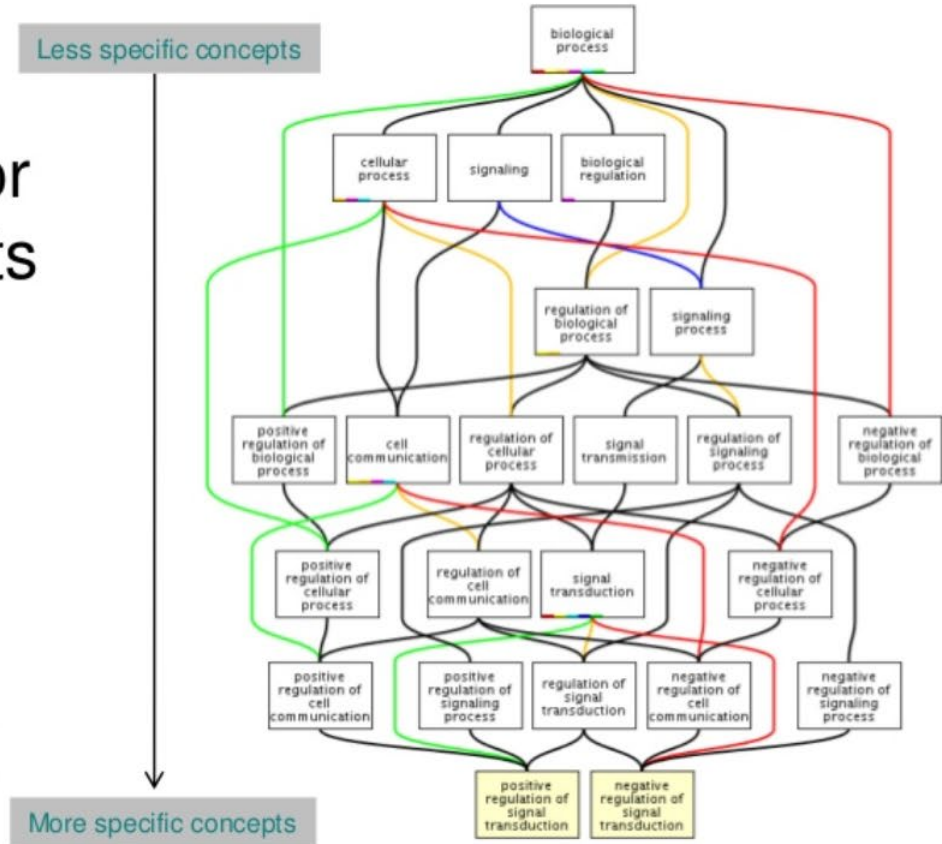 biological
process
Less specific concepts
or
ts
cellular
process
signaling
biological
regulation
regulation of
biological
process
signaling
process
positive
regulation of
biological
process
cell
communication
regulation of
cellular
process
signal
transmission
regulation of
signaling
process
negative
regulation of
biological
process
positive
regulation of
cellular
process
regulation of
cell
communication
signal
transduction
negative
regulation of
cellular
process
positive
regulation of
cell
communication
positive
regulation of
signaling
process
regulation of
signal
transduction
negative
regulation of
cell
communication
negative
regulation of
signaling
process
positive
regulation of
signal
transduction
negative
regulation of
signal
transduction
More specific concepts